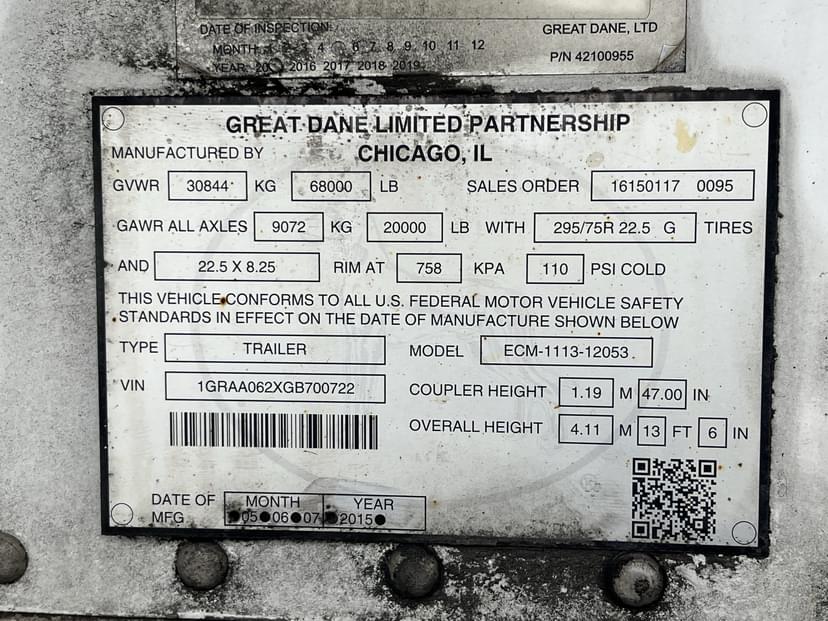 DATE OF INSPECTION: GREAT DANE, LTD
MONTH 2 3 4 6 7 8 9 10 11 12
P/N 42100955
YEAR 2016 2017 2018 2019
GREAT DANE LIMITED PARTNERSHIP
MANUFACTURED BY CHICAGO, IL
GVWR 30844 KG 68000 LB SALES ORDER 16150117 0095
GAWR ALL AXLES 9072 KG 20000 LB WITH 295/75R 22.5 G TIRES
AND 22.5 X 8.25 RIM AT 758 KPA 110 PSI COLD
THIS VEHICLE CONFORMS TO ALL U.S. FEDERAL MOTOR VEHICLE SAFETY
STANDARDS IN EFFECT ON THE DATE OF MANUFACTURE SHOWN BELOW
TYPE TRAILER MODEL ECM-1113-12053
VIN 1GRAA062XGB700722 COUPLER HEIGHT 1.19 M 47.00 IN
OVERALL HEIGHT 4.11 M 13 FT 6 IN
DATE OF MFG MONTH YEAR
05 06 07 2015